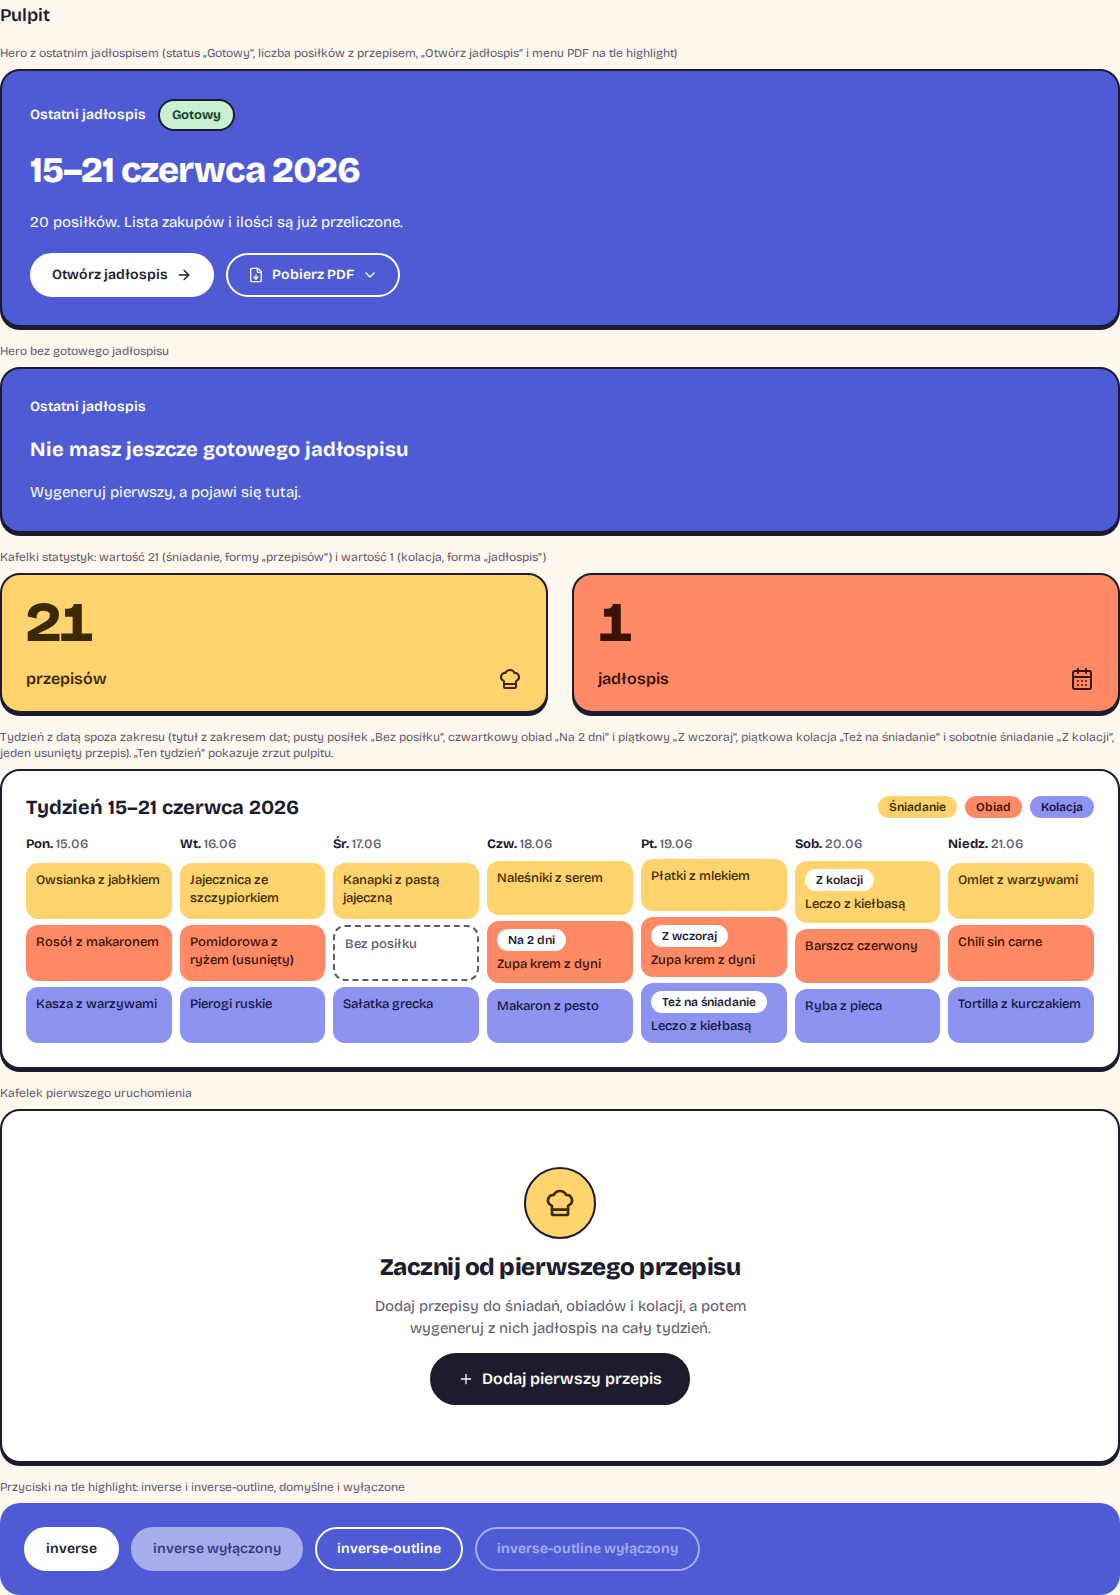 Pulpit
Hero z ostatnim jadłospisem (status „Gotowy”, liczba posiłków z przepisem, „Otwórz jadłospis” i menu PDF na tle highlight)
Ostatni jadłospis Gotowy
15–21 czerwca 2026
20 posiłków. Lista zakupów i ilości są już przeliczone.
Otwórz jadłospis Pobierz PDF
Hero bez gotowego jadłospisu
Ostatni jadłospis
Nie masz jeszcze gotowego jadłospisu
Wygeneruj pierwszy, a pojawi się tutaj.
Kafelki statystyk: wartość 21 (śniadanie, formy „przepisów”) i wartość 1 (kolacja, forma „jadłospis”)
21 1
przepisów jadłospis
Tydzień z datą spoza zakresu (tytuł z zakresem dat; pusty posiłek „Bez posiłku”, czwartkowy obiad „Na 2 dni” i piątkowy „Z wczoraj”, piątkowa kolacja „Też na śniadanie” i sobotnie śniadanie „Z kolacji”,
jeden usunięty przepis). „Ten tydzień” pokazuje zrzut pulpitu.
Tydzień 15–21 czerwca 2026 Śniadanie Obiad Kolacja
Pon. 15.06 Wt. 16.06 Śr. 17.06 Czw. 18.06 Pt. 19.06 Sob. 20.06 Niedz. 21.06
Owsianka z jabłkiem
Jajecznica ze
szczypiorkiem
Kanapki z pastą
jajeczną
Naleśniki z serem
Płatki z mlekiem
Z kolacji
Leczo z kiełbasą
Omlet z warzywami
Rosół z makaronem
Pomidorowa z
ryżem (usunięty)
Bez posiłku
Na 2 dni
Zupa krem z dyni
Z wczoraj
Zupa krem z dyni
Barszcz czerwony
Chili sin carne
Kasza z warzywami
Pierogi ruskie
Sałatka grecka
Makaron z pesto
Też na śniadanie
Leczo z kiełbasą
Ryba z pieca
Tortilla z kurczakiem
Kafelek pierwszego uruchomienia
Zacznij od pierwszego przepisu
Dodaj przepisy do śniadań, obiadów i kolacji, a potem
wygeneruj z nich jadłospis na cały tydzień.
Dodaj pierwszy przepis
Przyciski na tle highlight: inverse i inverse-outline, domyślne i wyłączone
inverse inverse wyłączony inverse-outline inverse-outline wyłączony